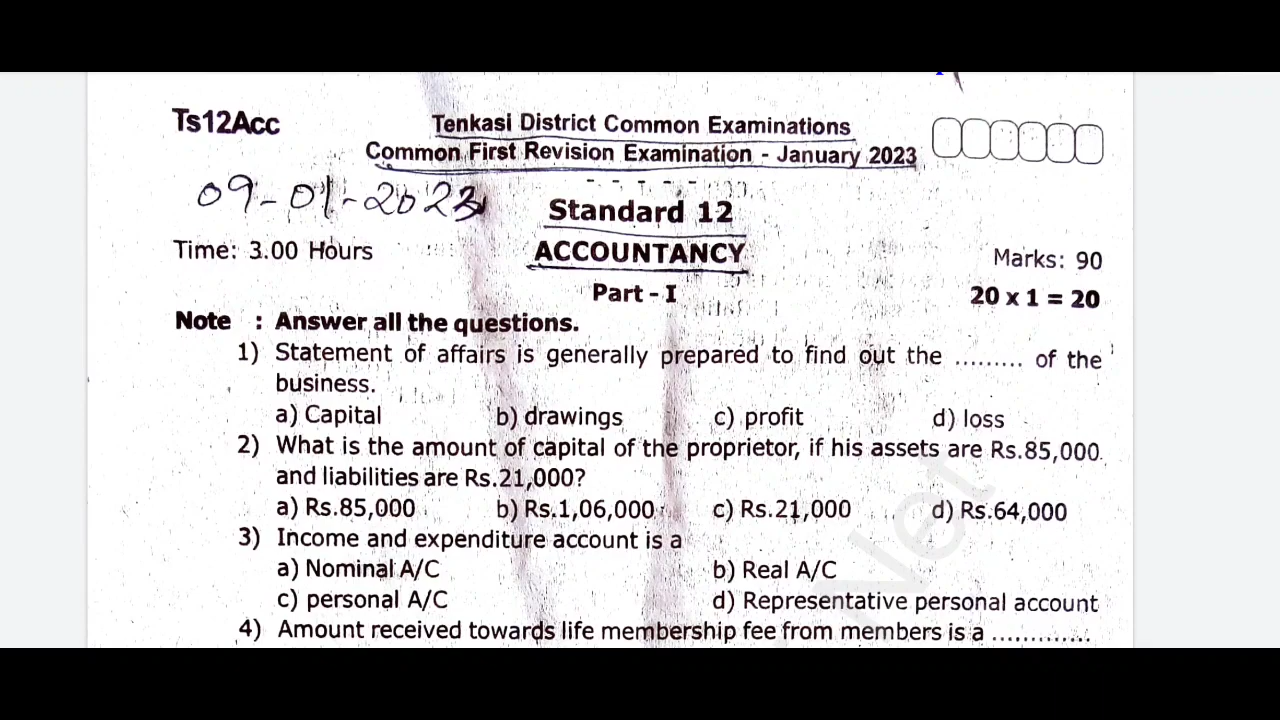 Ts12Acc
Tenkasi District Common Examinations
Common First Revision Examination - January 2023
09-01-2023
Standard 12
Time: 3.00 Hours
ACCOUNTANCY
Marks: 90
Part - I
20 x 1 = 20
Note : Answer all the questions.
1) Statement of affairs is generally prepared to find out the ......... of the
business.
a) Capital b) drawings c) profit d) loss
2) What is the amount of capital of the proprietor, if his assets are Rs.85,000
and liabilities are Rs.21,000?
a) Rs.85,000 b) Rs.1,06,000 c) Rs.21,000 d) Rs.64,000
3) Income and expenditure account is a
a) Nominal A/C b) Real A/C
c) personal A/C d) Representative personal account
4) Amount received towards life membership fee from members is a .............
Net